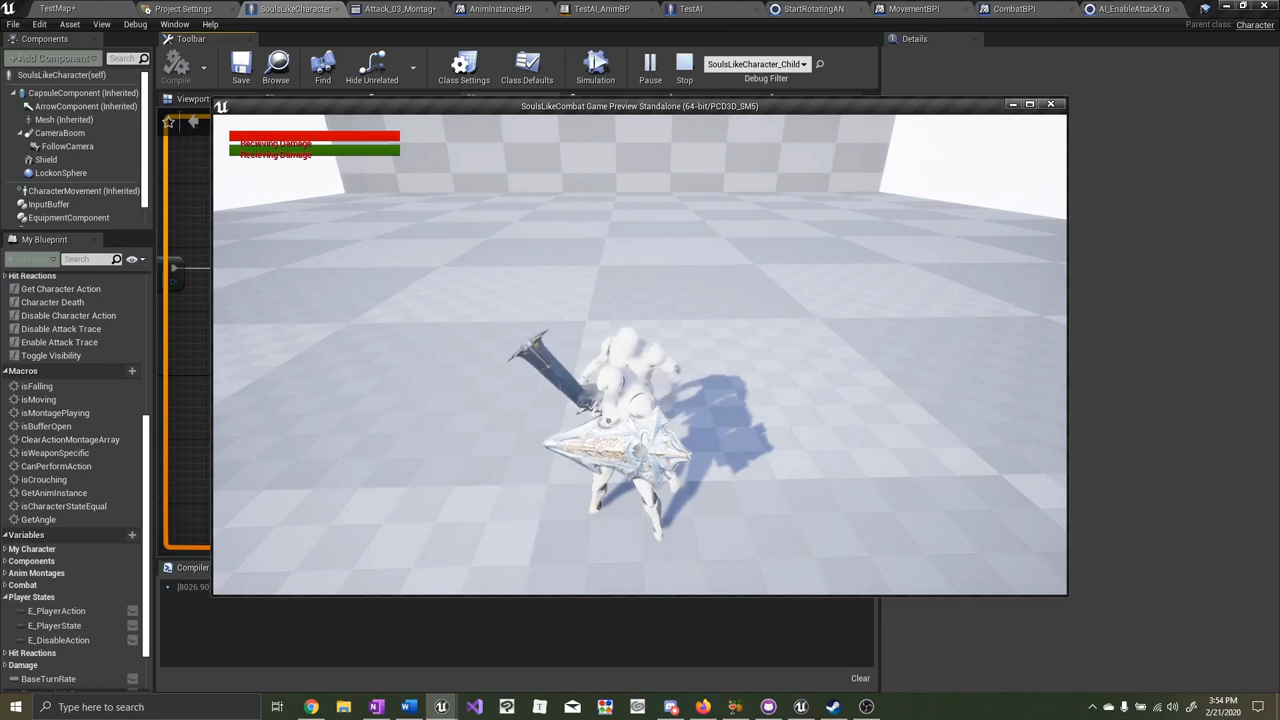 TestMap*
Project Settings
SoulsLikeCharacter
Attack_03_Montag*
AnimInstanceBPI
TestAI_AnimBP
TestAI
StartRotatingAN
MovementBPI
CombatBPI
AI_EnableAttackTra
File Edit Asset View Debug Window Help
Parent class: Character
Components
Toolbar
Details
+ Add Component
Search
Compile
Save
Browse
Find
Hide Unrelated
Class Settings
Class Defaults
Simulation
Pause
Stop
SoulsLikeCharacter_Child
Debug Filter
SoulsLikeCharacter(self)
CapsuleComponent (Inherited)
ArrowComponent (Inherited)
Mesh (Inherited)
CameraBoom
FollowCamera
Shield
LockonSphere
CharacterMovement (Inherited)
InputBuffer
EquipmentComponent
Viewport
SoulsLikeCombat Game Preview Standalone (64-bit/PCD3D_SM5)
Recieving Damage
Recieving Damage
My Blueprint
Search
Hit Reactions
Get Character Action
Character Death
Disable Character Action
Disable Attack Trace
Enable Attack Trace
Toggle Visibility
Macros
isFalling
isMoving
isMontagePlaying
isBufferOpen
ClearActionMontageArray
isWeaponSpecific
CanPerformAction
isCrouching
GetAnimInstance
isCharacterStateEqual
GetAngle
Variables
My Character
Components
Anim Montages
Combat
Player States
E_PlayerAction
E_PlayerState
E_DisableAction
Hit Reactions
Damage
BaseTurnRate
Compiler
[8026.90]
Clear
Type here to search
3:54 PM
2/21/2020